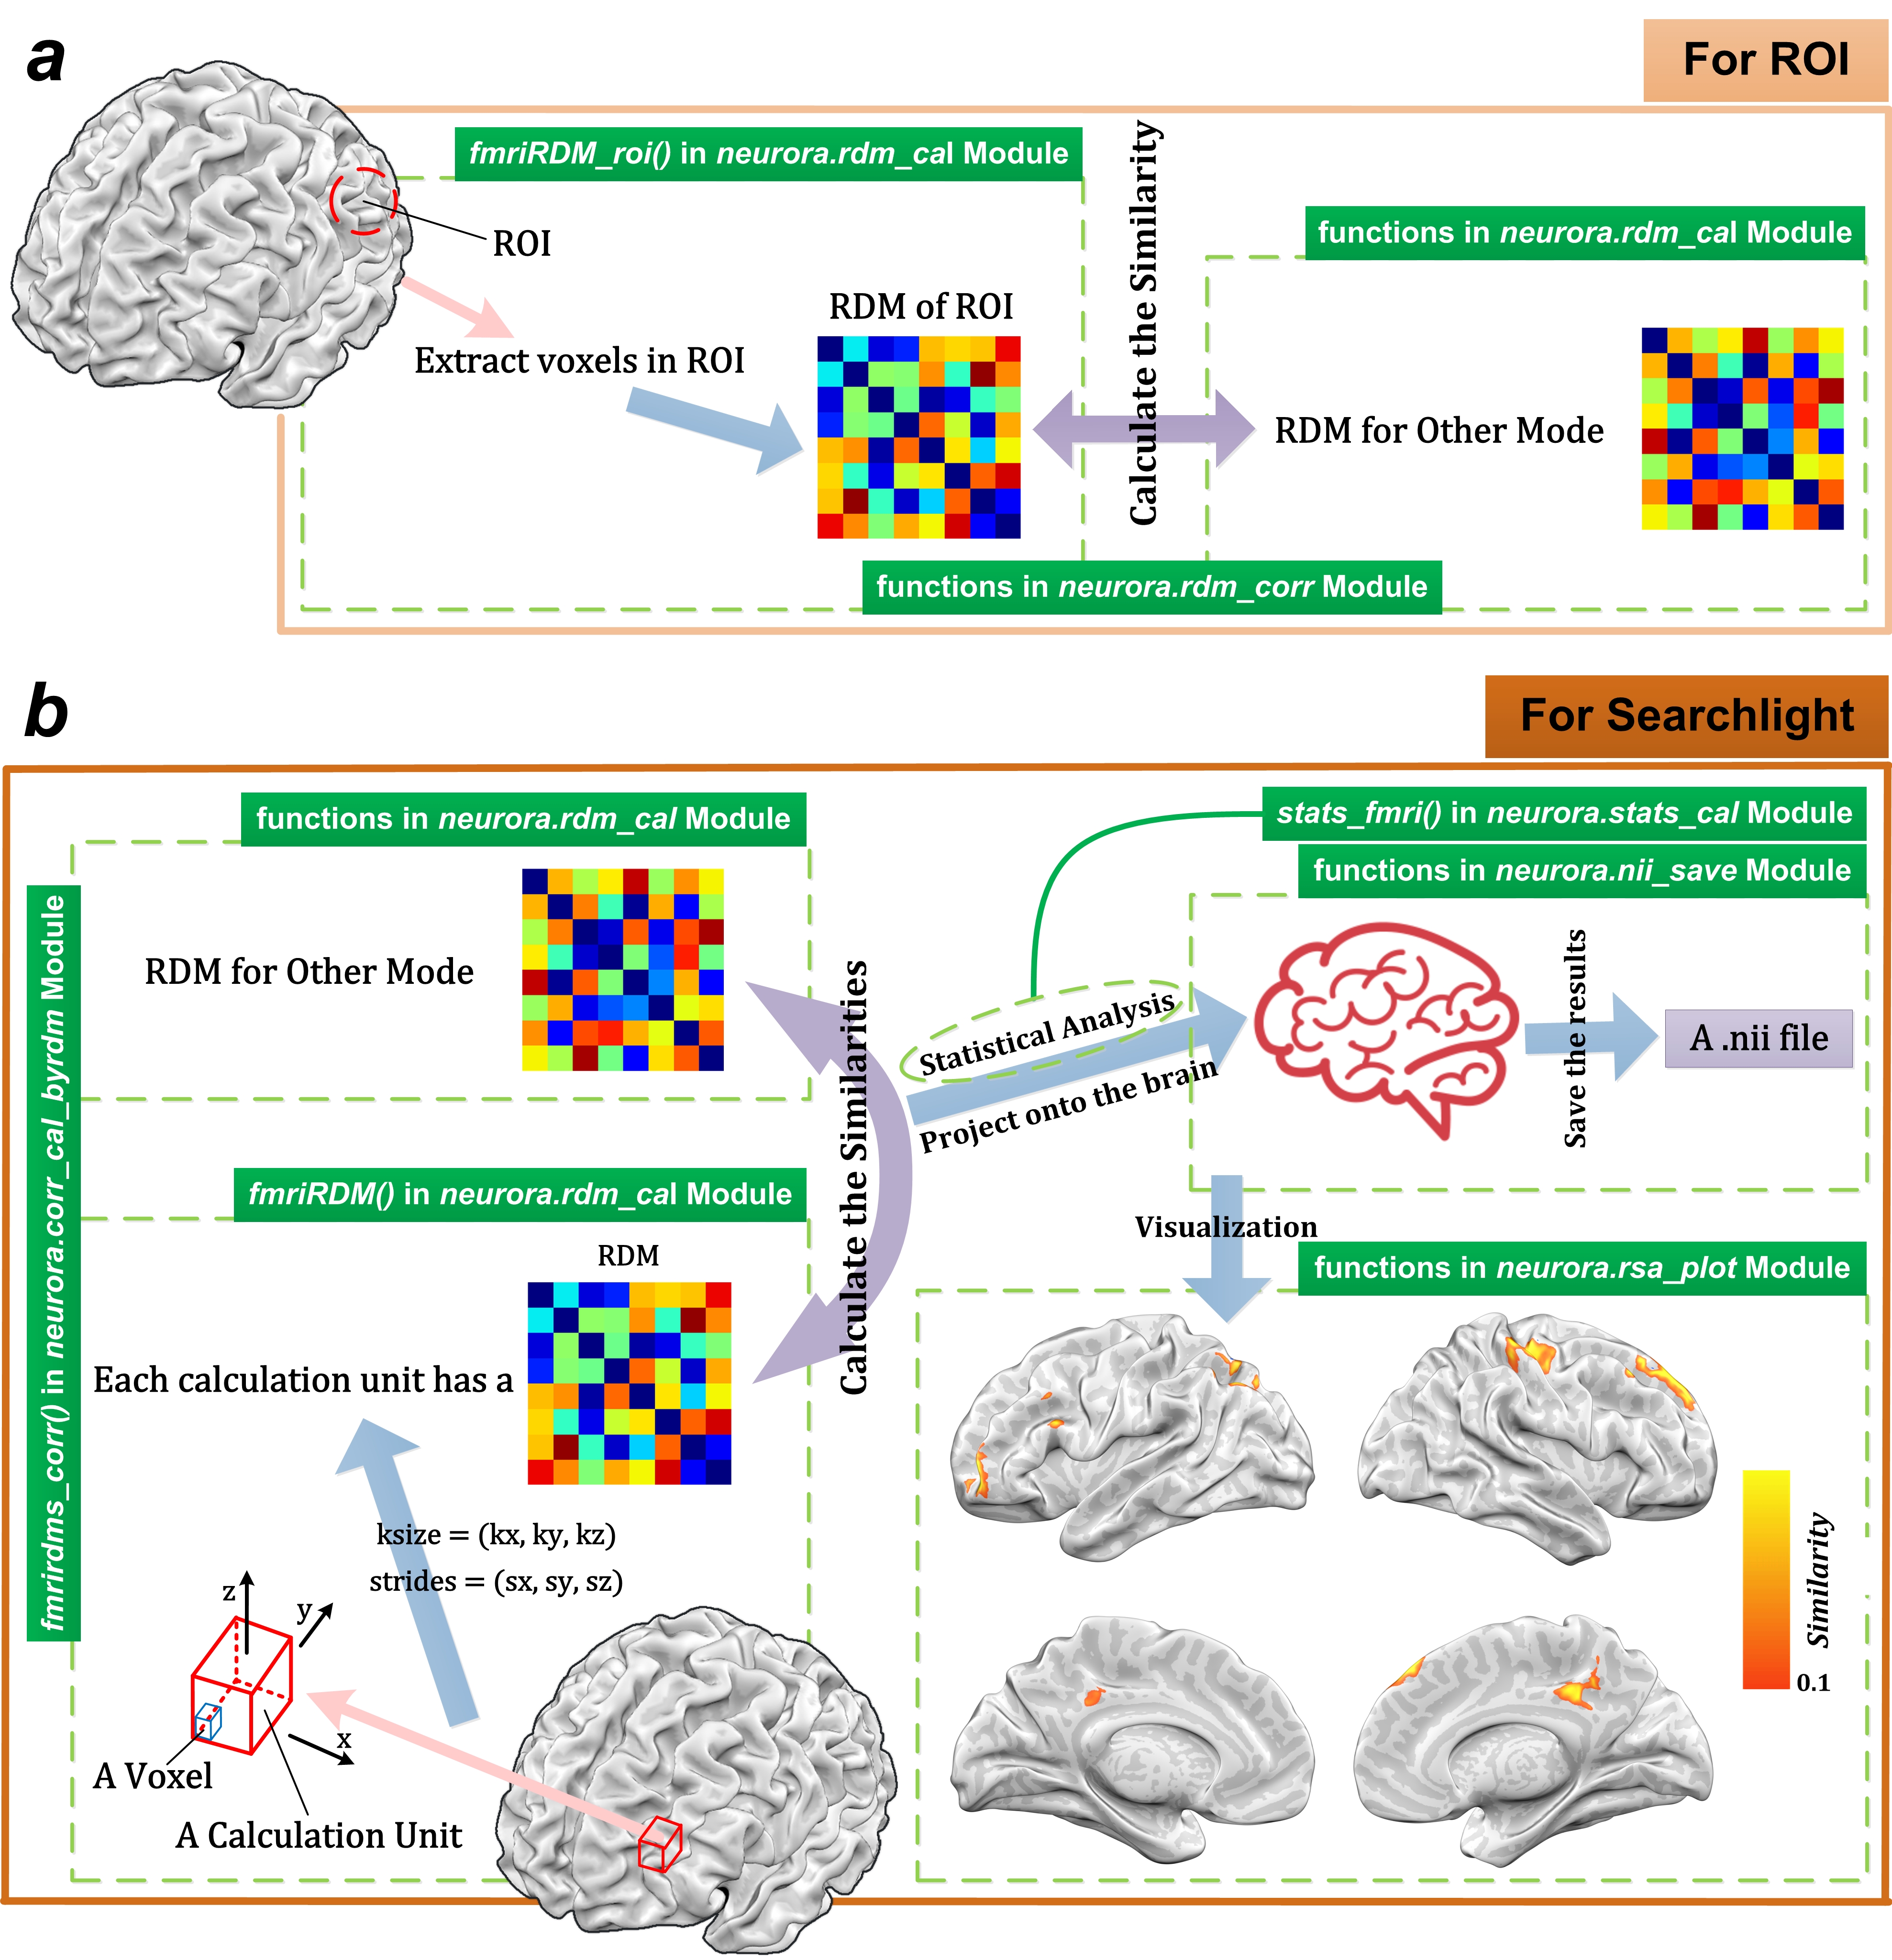 a
For ROI
fmriRDM_roi() in neurora.rdm_cal Module
ROI
Extract voxels in ROI
RDM of ROI
Calculate the Similarity
functions in neurora.rdm_cal Module
RDM for Other Mode
functions in neurora.rdm_corr Module
b
For Searchlight
functions in neurora.rdm_cal Module
RDM for Other Mode
fmrirdms_corr() in neurora.corr_cal_byrdm Module
Calculate the Similarities
fmriRDM() in neurora.rdm_cal Module
RDM
Each calculation unit has a
ksize = (kx, ky, kz)
strides = (sx, sy, sz)
z
y
x
A Voxel
A Calculation Unit
stats_fmri() in neurora.stats_cal Module
functions in neurora.nii_save Module
Statistical Analysis
Project onto the brain
Save the results
A .nii file
Visualization
functions in neurora.rsa_plot Module
Similarity
0.1